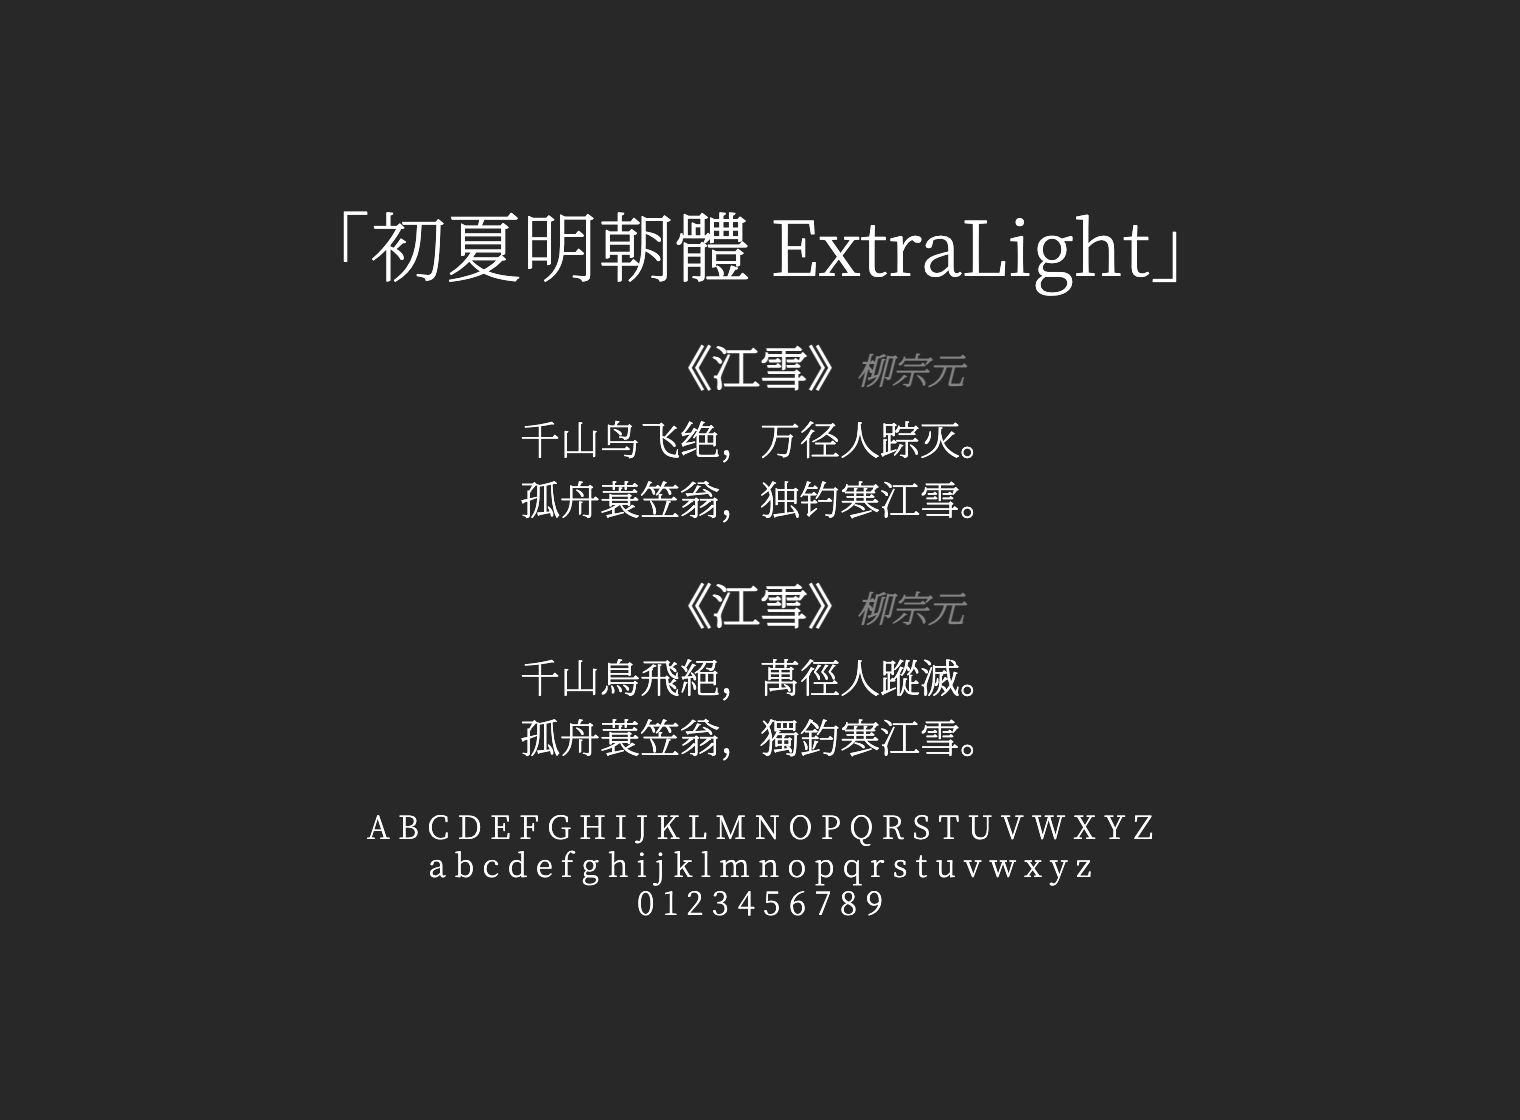 「初夏明朝體 ExtraLight」
《江雪》 柳宗元
千山鸟飞绝，万径人踪灭。
孤舟蓑笠翁，独钓寒江雪。
《江雪》 柳宗元
千山鳥飛絕，萬徑人蹤滅。
孤舟蓑笠翁，獨釣寒江雪。
A B C D E F G H I J K L M N O P Q R S T U V W X Y Z
a b c d e f g h i j k l m n o p q r s t u v w x y z
0 1 2 3 4 5 6 7 8 9